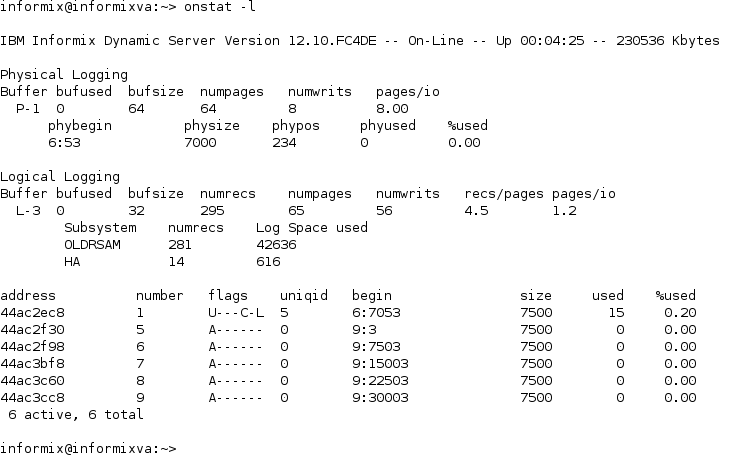 informix@informixva:~> onstat -l
IBM Informix Dynamic Server Version 12.10.FC4DE -- On-Line -- Up 00:04:25 -- 230536 Kbytes
Physical Logging
Buffer bufused  bufsize  numpages   numwrits   pages/io
  P-1  0        64       64         8          8.00
      phybegin         physize    phypos     phyused    %used
      6:53             7000       234        0          0.00
Logical Logging
Buffer bufused  bufsize  numrecs    numpages   numwrits   recs/pages pages/io
  L-3  0        32       295        65         56         4.5        1.2
        Subsystem    numrecs    Log Space used
        OLDRSAM      281        42636
        HA           14         616
address          number   flags    uniqid   begin                size     used    %used
44ac2ec8         1        U---C-L  5        6:7053               7500       15     0.20
44ac2f30         5        A------  0        9:3                  7500        0     0.00
44ac2f98         6        A------  0        9:7503               7500        0     0.00
44ac3bf8         7        A------  0        9:15003              7500        0     0.00
44ac3c60         8        A------  0        9:22503              7500        0     0.00
44ac3cc8         9        A------  0        9:30003              7500        0     0.00
 6 active, 6 total
informix@informixva:~>